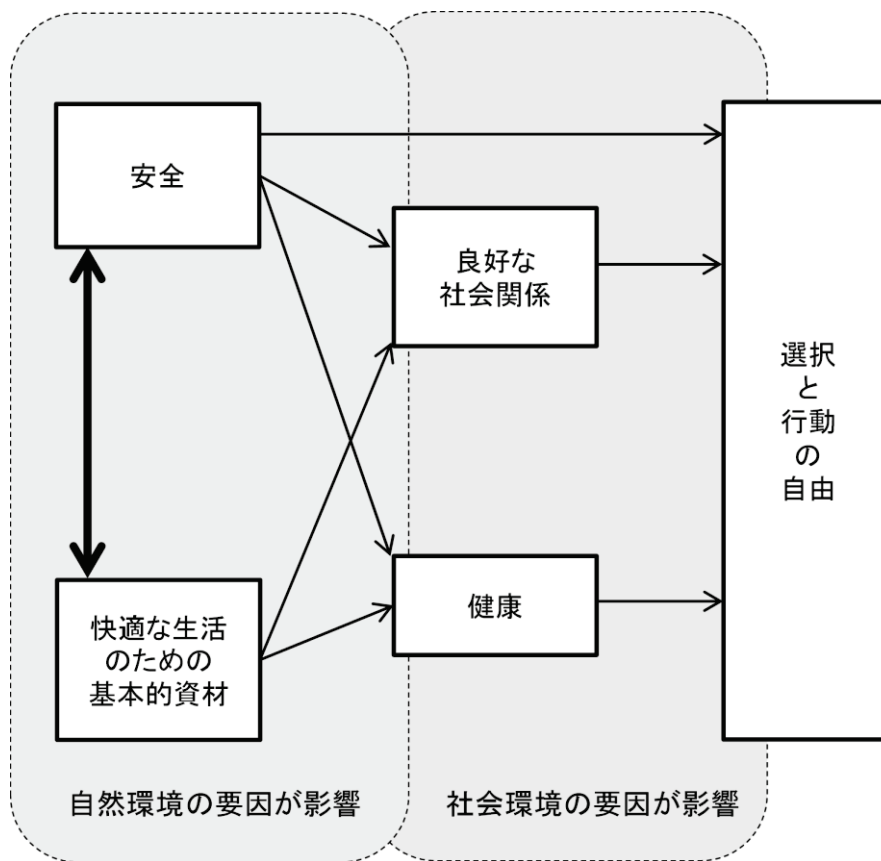 安全
良好な
社会関係
選択
と
行動
の
自由
健康
快適な生活
のための
基本的資材
自然環境の要因が影響
社会環境の要因が影響